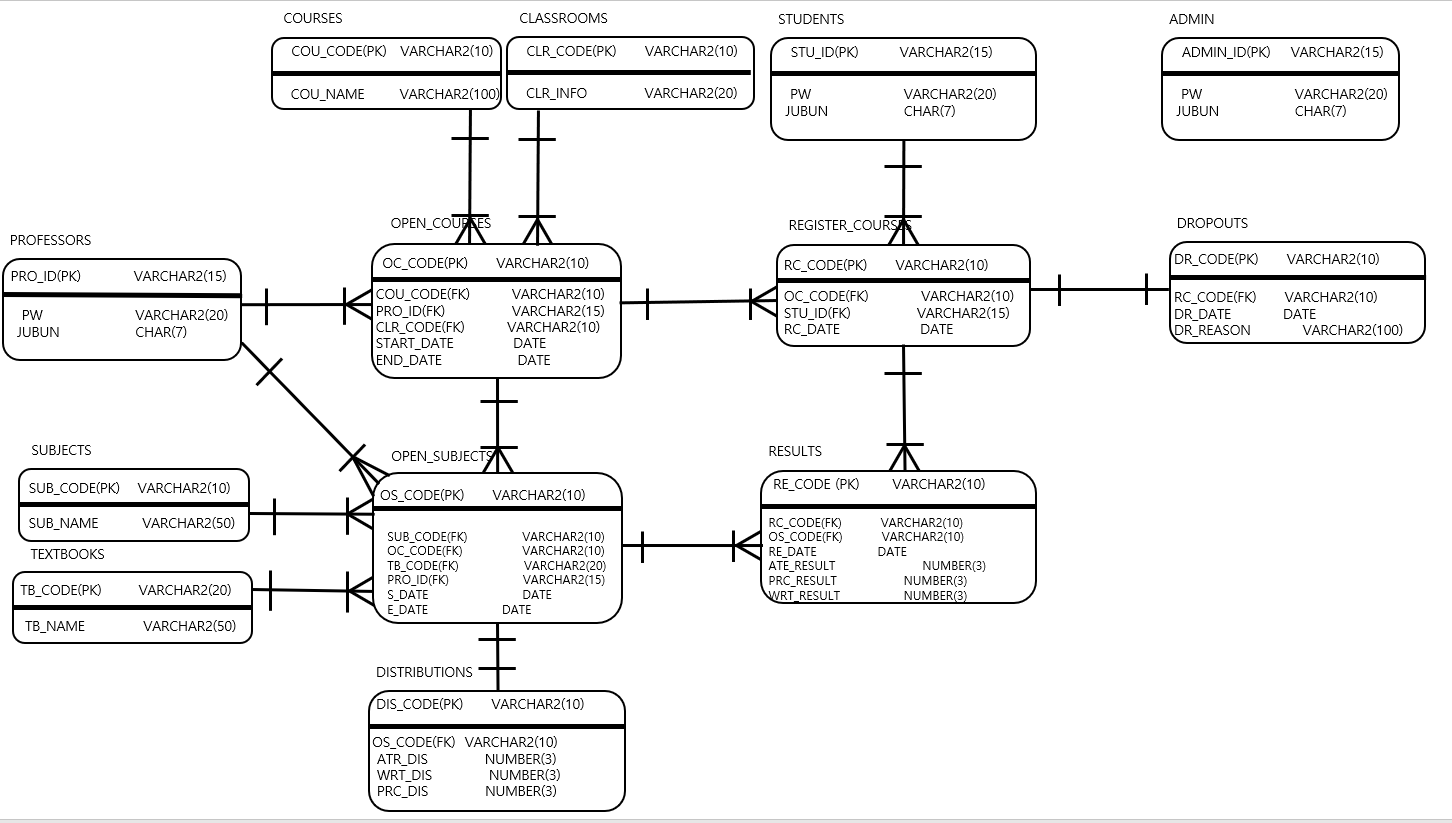 COURSES
COU_CODE(PK) VARCHAR2(10)
COU_NAME VARCHAR2(100)
CLASSROOMS
CLR_CODE(PK) VARCHAR2(10)
CLR_INFO VARCHAR2(20)
STUDENTS
STU_ID(PK) VARCHAR2(15)
PW VARCHAR2(20)
JUBUN CHAR(7)
ADMIN
ADMIN_ID(PK) VARCHAR2(15)
PW VARCHAR2(20)
JUBUN CHAR(7)
PROFESSORS
PRO_ID(PK) VARCHAR2(15)
PW VARCHAR2(20)
JUBUN CHAR(7)
OPEN_COURSES
OC_CODE(PK) VARCHAR2(10)
COU_CODE(FK) VARCHAR2(10)
PRO_ID(FK) VARCHAR2(15)
CLR_CODE(FK) VARCHAR2(10)
START_DATE DATE
END_DATE DATE
REGISTER_COURSES
RC_CODE(PK) VARCHAR2(10)
OC_CODE(FK) VARCHAR2(10)
STU_ID(FK) VARCHAR2(15)
RC_DATE DATE
DROPOUTS
DR_CODE(PK) VARCHAR2(10)
RC_CODE(FK) VARCHAR2(10)
DR_DATE DATE
DR_REASON VARCHAR2(100)
SUBJECTS
SUB_CODE(PK) VARCHAR2(10)
SUB_NAME VARCHAR2(50)
TEXTBOOKS
TB_CODE(PK) VARCHAR2(20)
TB_NAME VARCHAR2(50)
OPEN_SUBJECTS
OS_CODE(PK) VARCHAR2(10)
SUB_CODE(FK) VARCHAR2(10)
OC_CODE(FK) VARCHAR2(10)
TB_CODE(FK) VARCHAR2(20)
PRO_ID(FK) VARCHAR2(15)
S_DATE DATE
E_DATE DATE
RESULTS
RE_CODE (PK) VARCHAR2(10)
RC_CODE(FK) VARCHAR2(10)
OS_CODE(FK) VARCHAR2(10)
RE_DATE DATE
ATE_RESULT NUMBER(3)
PRC_RESULT NUMBER(3)
WRT_RESULT NUMBER(3)
DISTRIBUTIONS
DIS_CODE(PK) VARCHAR2(10)
OS_CODE(FK) VARCHAR2(10)
ATR_DIS NUMBER(3)
WRT_DIS NUMBER(3)
PRC_DIS NUMBER(3)